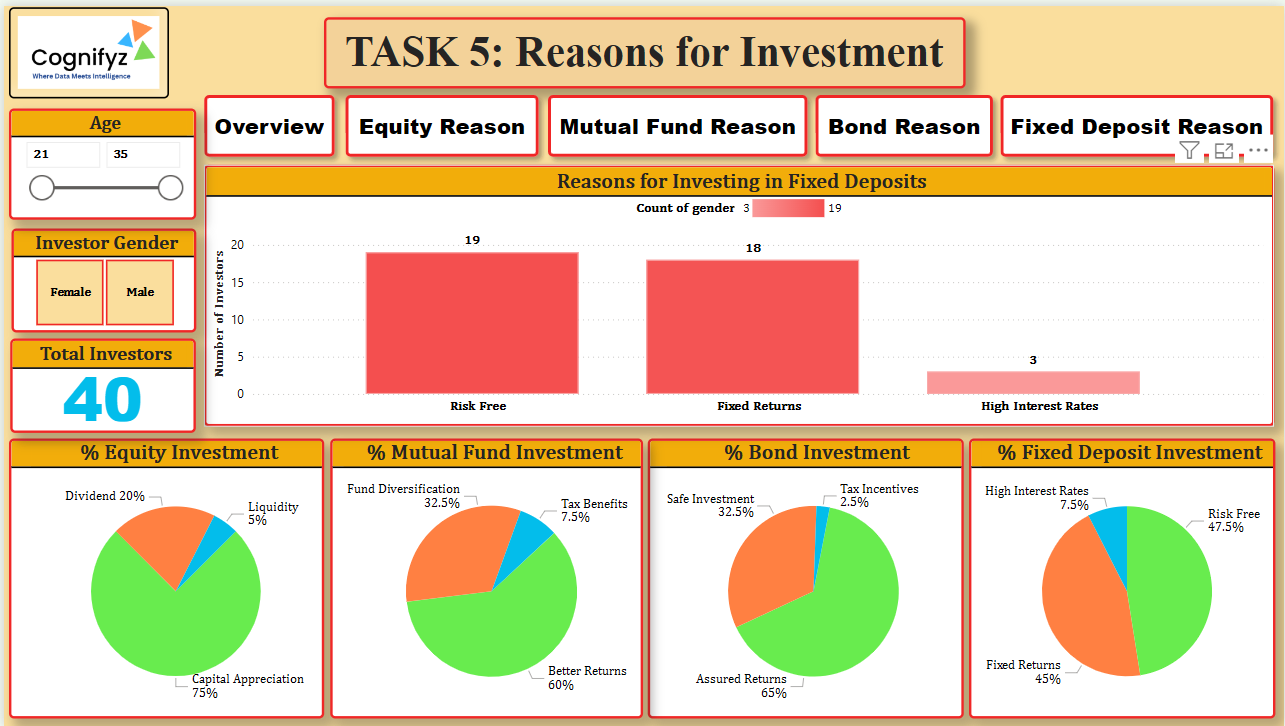 Cognifyz
Where Data Meets Intelligence
TASK 5: Reasons for Investment
Overview
Equity Reason
Mutual Fund Reason
Bond Reason
Fixed Deposit Reason
Age
21
35
Investor Gender
Female
Male
Total Investors
40
Reasons for Investing in Fixed Deposits
Count of gender 3 19
Number of Investors
20
15
10
5
0
19
18
3
Risk Free
Fixed Returns
High Interest Rates
% Equity Investment
Dividend 20%
Liquidity
5%
Capital Appreciation
75%
% Mutual Fund Investment
Fund Diversification
32.5%
Tax Benefits
7.5%
Better Returns
60%
% Bond Investment
Safe Investment
32.5%
Tax Incentives
2.5%
Assured Returns
65%
% Fixed Deposit Investment
High Interest Rates
7.5%
Risk Free
47.5%
Fixed Returns
45%